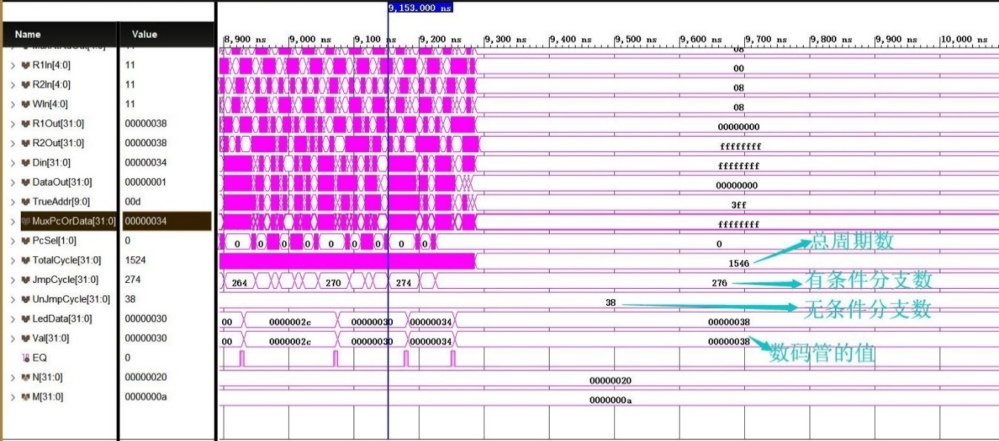 9,153.000 ns
Name Value 8,900 ns 9,000 ns 9,100 ns 9,200 ns 9,300 ns 9,400 ns 9,500 ns 9,600 ns 9,700 ns 9,800 ns 9,900 ns 10,000 ns
R1In[4:0] 11 00
R2In[4:0] 11 08
WIn[4:0] 11 08
R1Out[31:0] 00000038 00000000
R2Out[31:0] 00000038 ffffffff
Din[31:0] 00000034 ffffffff
DataOut[31:0] 00000001 00000000
TrueAddr[9:0] 00d 3ff
MuxPcOrData[31:0] 00000034 ffffffff
PcSel[1:0] 0 0 0 0 0 0 0 0 0 0 0 总周期数
TotalCycle[31:0] 1524 1546
JmpCycle[31:0] 274 264 270 274 276 有条件分支数
UnJmpCycle[31:0] 38 38 无条件分支数
LedData[31:0] 00000030 00 0000002c 00000030 00000034 00000038
Val[31:0] 00000030 00 0000002c 00000030 00000034 00000038 数码管的值
EQ 0
N[31:0] 00000020 00000020
M[31:0] 0000000a 0000000a